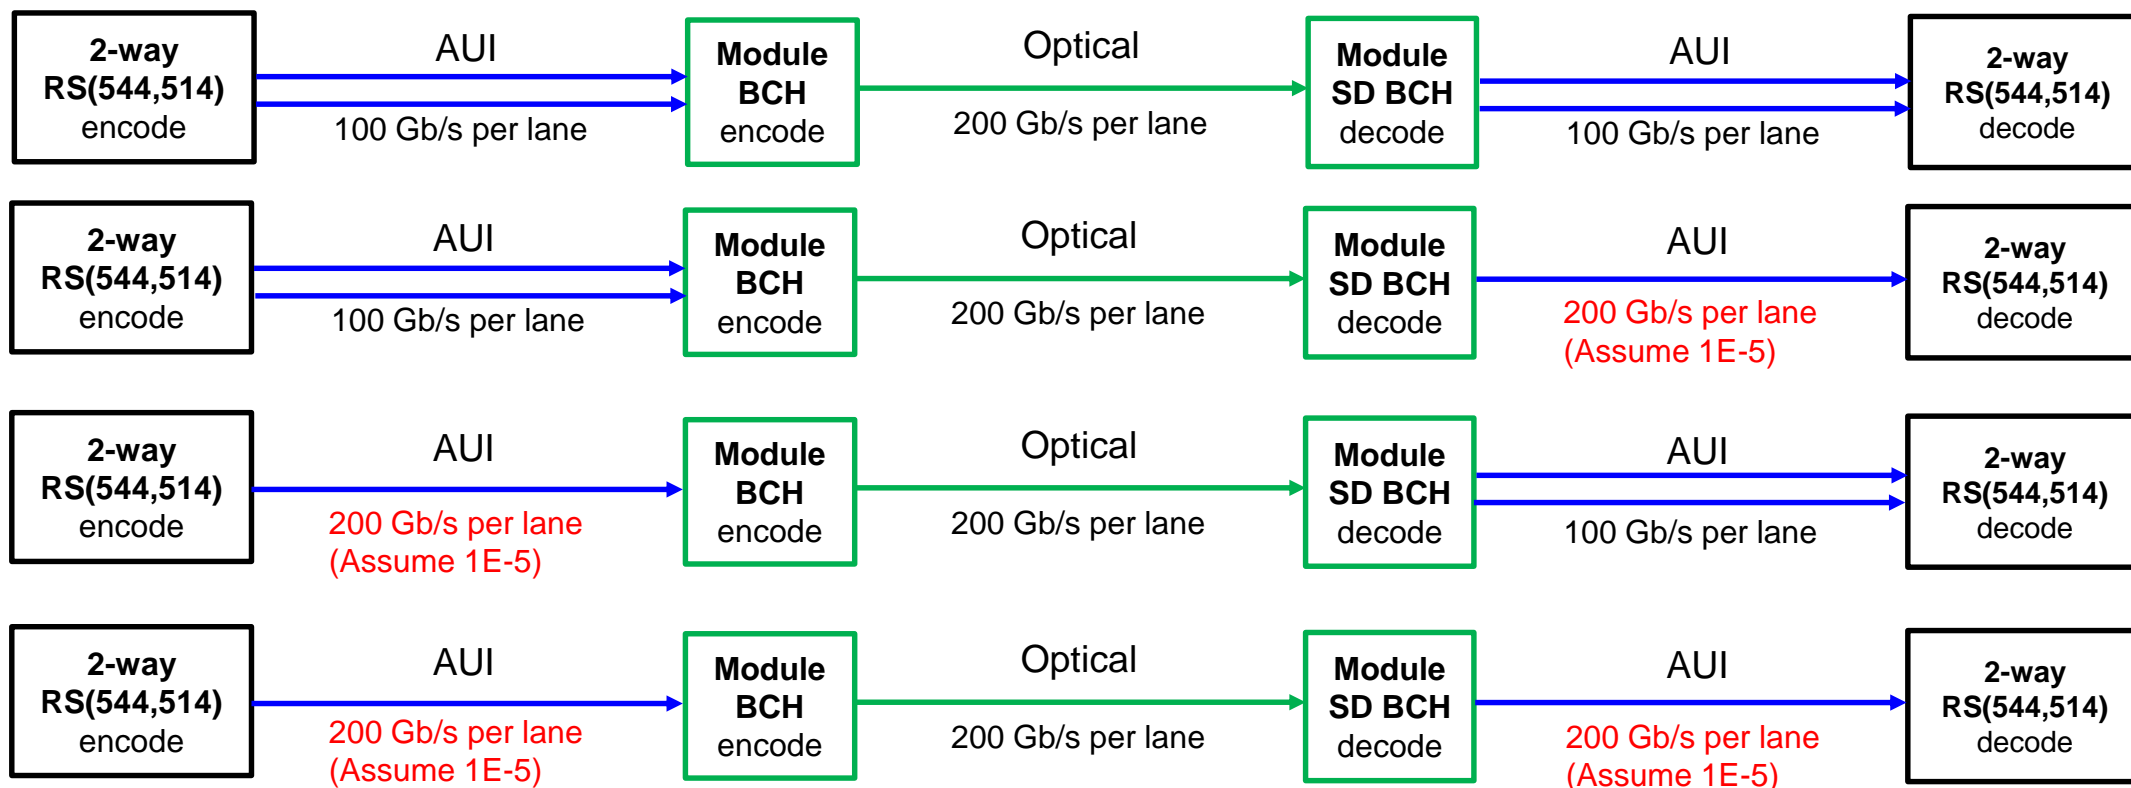 2-way
RS(544,514)
encode
AUI
100 Gb/s per lane
Module
BCH
encode
Optical
200 Gb/s per lane
Module
SD BCH
decode
AUI
100 Gb/s per lane
2-way
RS(544,514)
decode
2-way
RS(544,514)
encode
AUI
100 Gb/s per lane
Module
BCH
encode
Optical
200 Gb/s per lane
Module
SD BCH
decode
AUI
200 Gb/s per lane
(Assume 1E-5)
2-way
RS(544,514)
decode
2-way
RS(544,514)
encode
AUI
200 Gb/s per lane
(Assume 1E-5)
Module
BCH
encode
Optical
200 Gb/s per lane
Module
SD BCH
decode
AUI
100 Gb/s per lane
2-way
RS(544,514)
decode
2-way
RS(544,514)
encode
AUI
200 Gb/s per lane
(Assume 1E-5)
Module
BCH
encode
Optical
200 Gb/s per lane
Module
SD BCH
decode
AUI
200 Gb/s per lane
(Assume 1E-5)
2-way
RS(544,514)
decode